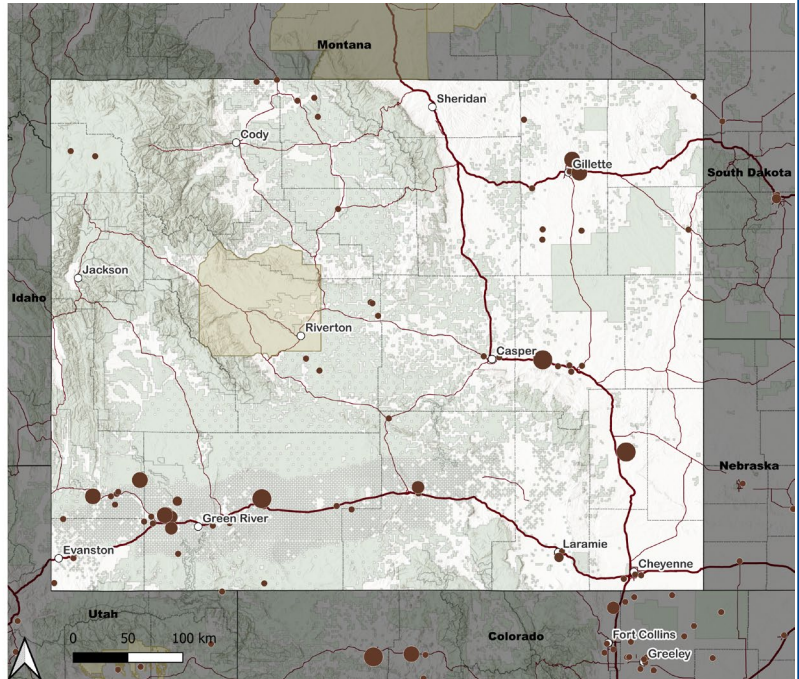 Montana
Sheridan
Cody
Gillette
South Dakota
Jackson
Idaho
Riverton
Casper
Nebraska
Green River
Evanston
Laramie
Cheyenne
Utah
0 50 100 km
Colorado
Fort Collins
Greeley